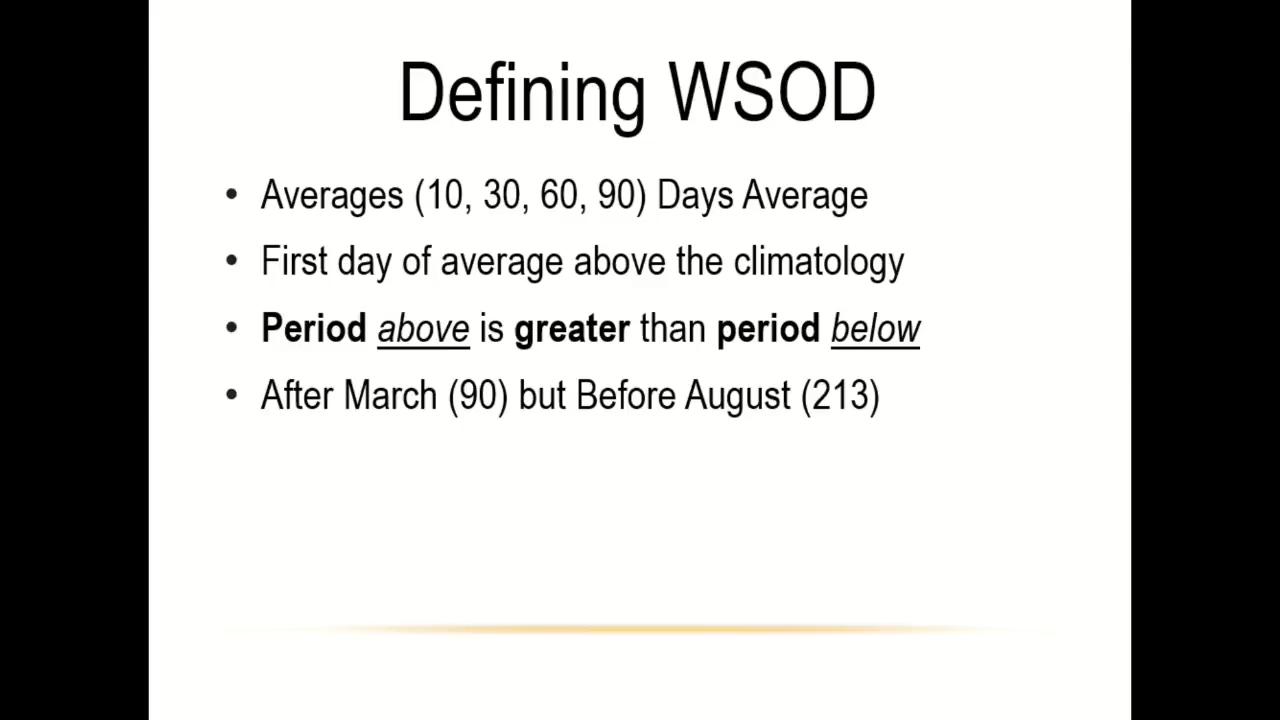 Defining WSOD
• Averages (10, 30, 60, 90) Days Average
• First day of average above the climatology
• Period above is greater than period below
• After March (90) but Before August (213)